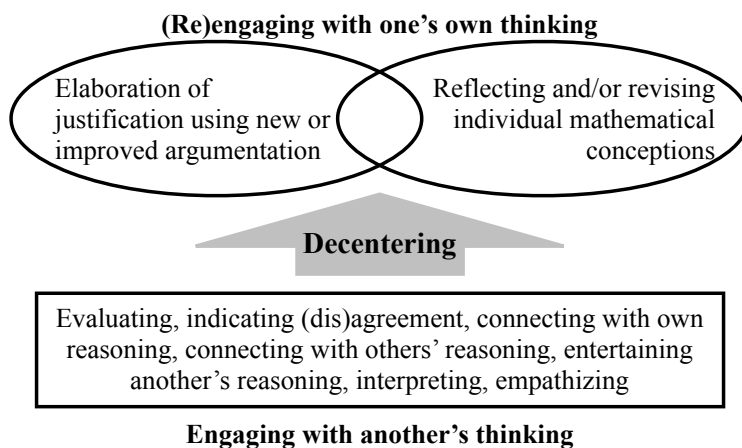 (Re)engaging with one's own thinking
Elaboration of
justification using new or
improved argumentation
Reflecting and/or revising
individual mathematical
conceptions
Decentering
Evaluating, indicating (dis)agreement, connecting with own
reasoning, connecting with others' reasoning, entertaining
another's reasoning, interpreting, empathizing
Engaging with another's thinking